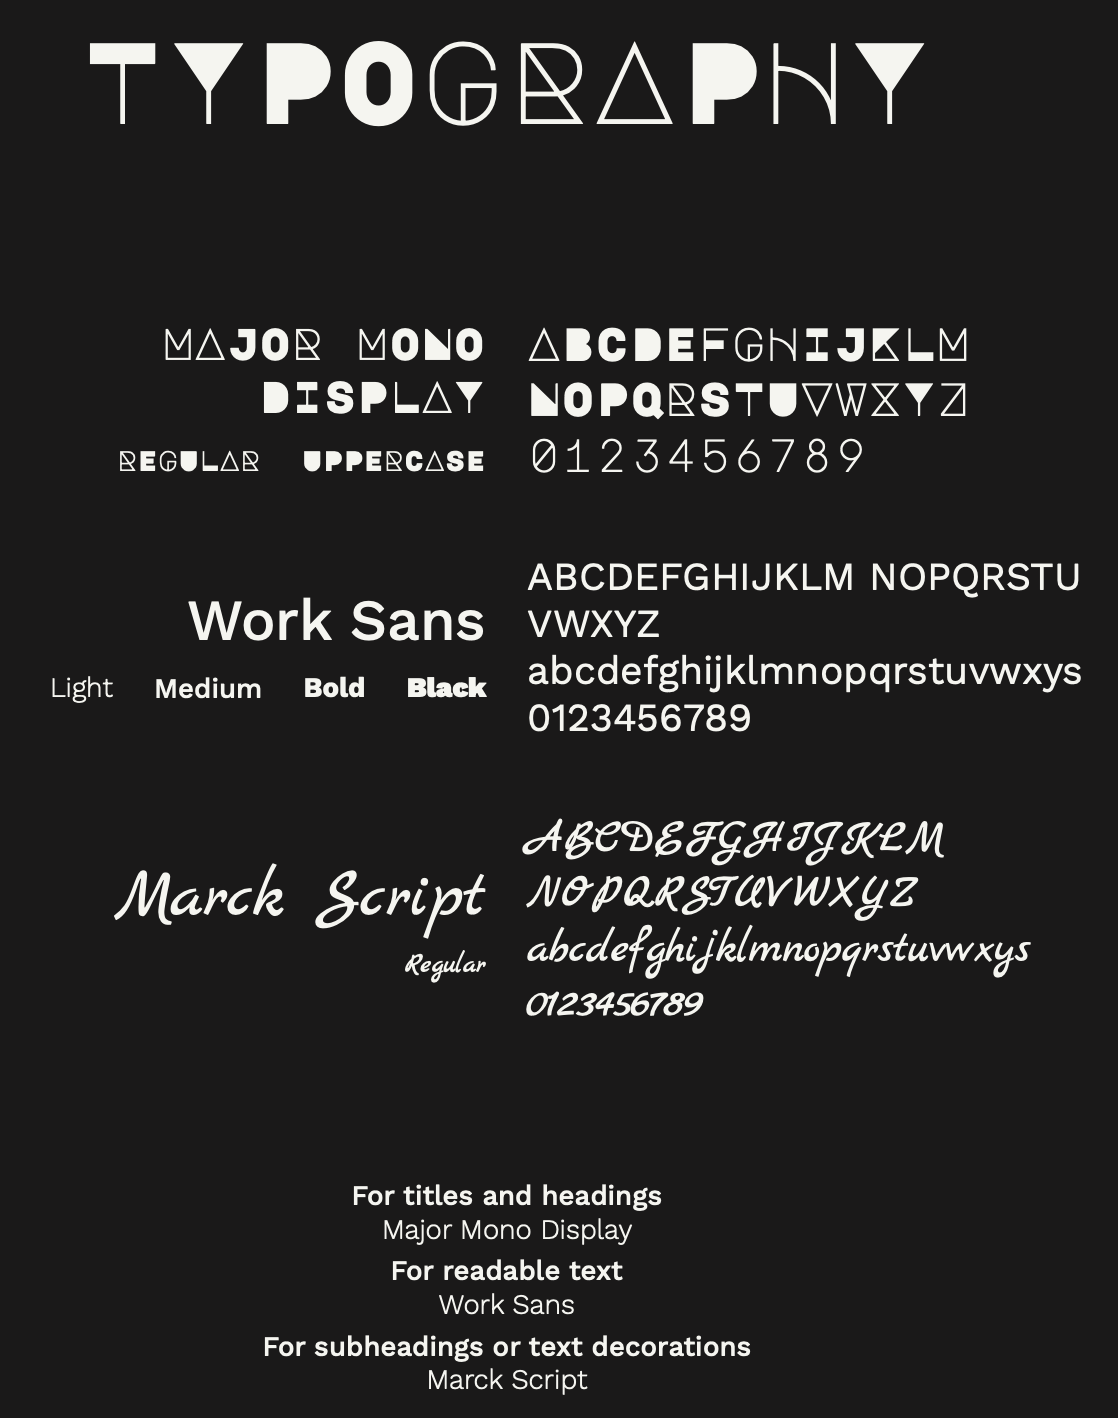 TYPOGRAPHY
MAJOR MONO
DISPLAY
REGULAR UPPERCASE
ABCDEFGHIJKLM
NOPQRSTUVWXYZ
0123456789
Work Sans
Light Medium Bold Black
ABCDEFGHIJKLM NOPQRSTU
VWXYZ
abcdefghijklmnopqrstuvwxys
0123456789
Marck Script
Regular
ABCDEFGHIJKLM
NOPQRSTUVWXYZ
abcdefghijklmnopqrstuvwxys
0123456789
For titles and headings
Major Mono Display
For readable text
Work Sans
For subheadings or text decorations
Marck Script